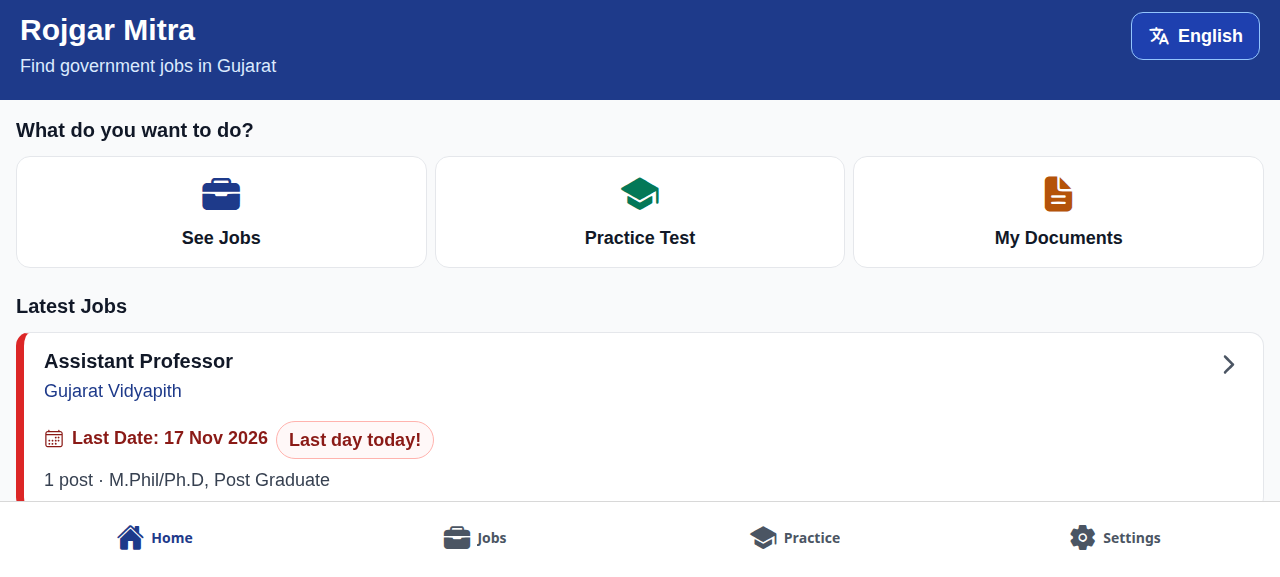 Rojgar Mitra
Find government jobs in Gujarat
English
What do you want to do?
See Jobs
Practice Test
My Documents
Latest Jobs
Assistant Professor
Gujarat Vidyapith
Last Date: 17 Nov 2026 Last day today!
1 post · M.Phil/Ph.D, Post Graduate
Home Jobs Practice Settings